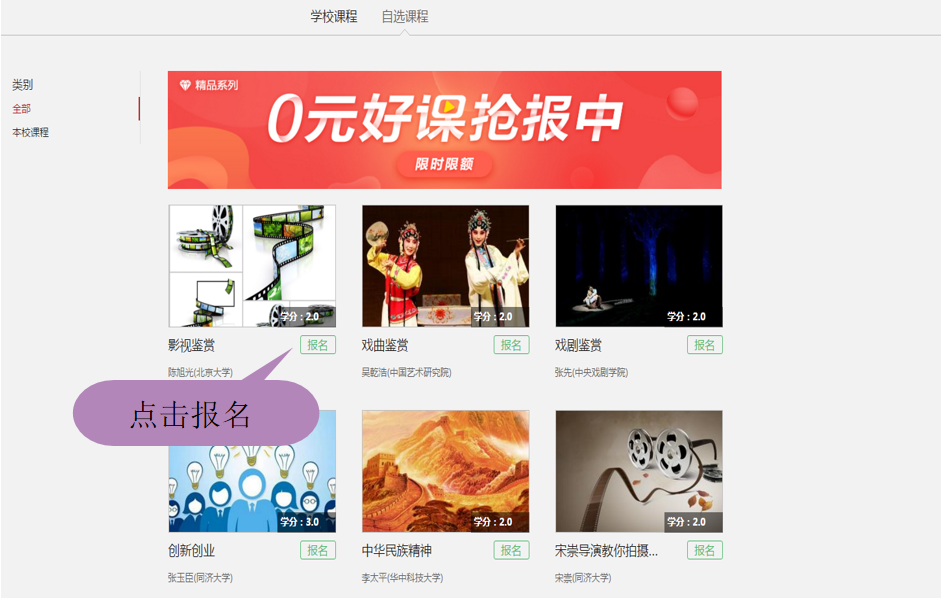 学校课程 自选课程
类别
全部
本校课程
精品系列
0元好课抢报中
限时限额
学分：2.0 学分：2.0 学分：2.0
影视鉴赏 报名 戏曲鉴赏 报名 戏剧鉴赏 报名
陈旭光(北京大学) 吴乾浩(中国艺术研究院) 张先(中央戏剧学院)
点击报名
学分：3.0 学分：2.0 学分：2.0
创新创业 报名 中华民族精神 报名 宋崇导演教你拍摄... 报名
张玉臣(同济大学) 李太平(华中科技大学) 宋崇(同济大学)